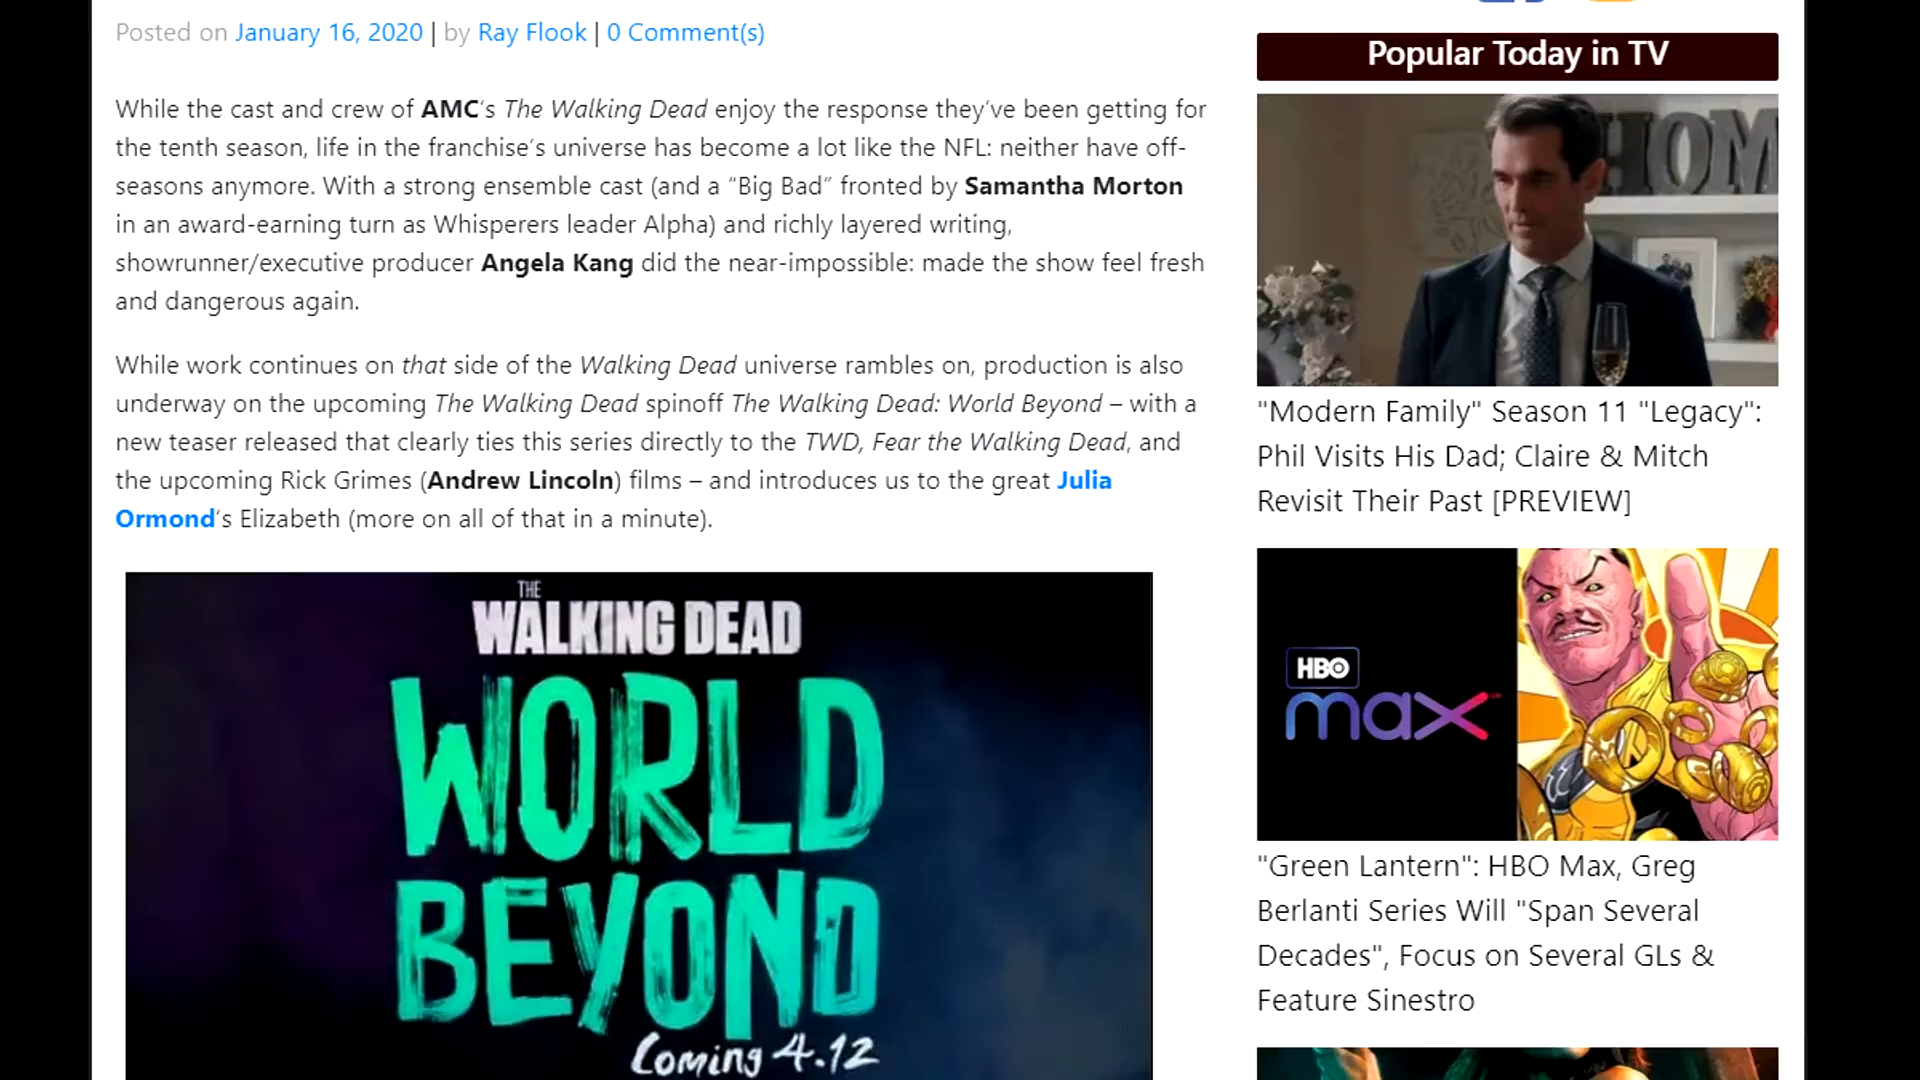 Posted on January 16, 2020 | by Ray Flook | 0 Comment(s)
While the cast and crew of AMC's The Walking Dead enjoy the response they've been getting for
the tenth season, life in the franchise's universe has become a lot like the NFL: neither have off-
seasons anymore. With a strong ensemble cast (and a “Big Bad” fronted by Samantha Morton
in an award-earning turn as Whisperers leader Alpha) and richly layered writing,
showrunner/executive producer Angela Kang did the near-impossible: made the show feel fresh
and dangerous again.
While work continues on that side of the Walking Dead universe rambles on, production is also
underway on the upcoming The Walking Dead spinoff The Walking Dead: World Beyond – with a
new teaser released that clearly ties this series directly to the TWD, Fear the Walking Dead, and
the upcoming Rick Grimes (Andrew Lincoln) films – and introduces us to the great Julia
Ormond's Elizabeth (more on all of that in a minute).
THE
WALKING DEAD
WORLD
BEYOND
Coming 4.12
Popular Today in TV
HOM
"Modern Family" Season 11 "Legacy":
Phil Visits His Dad; Claire & Mitch
Revisit Their Past [PREVIEW]
HBO
max
"Green Lantern": HBO Max, Greg
Berlanti Series Will "Span Several
Decades", Focus on Several GLs &
Feature Sinestro